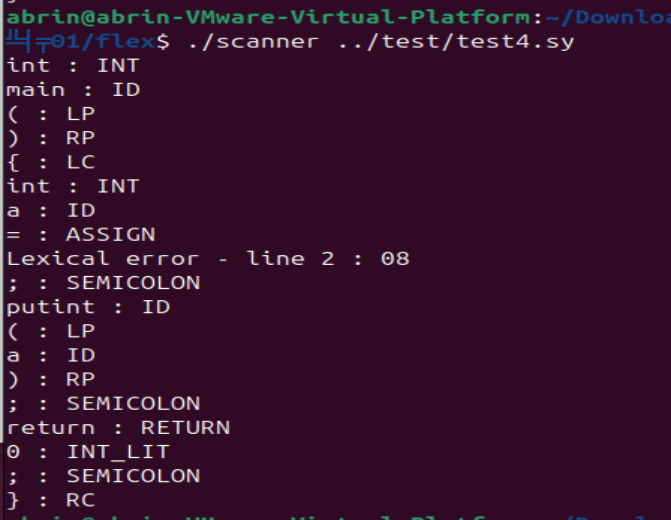 abrin@abrin-VMware-Virtual-Platform:~/Downloa
01/flex$ ./scanner ../test/test4.sy
int : INT
main : ID
( : LP
) : RP
{ : LC
int : INT
a : ID
= : ASSIGN
Lexical error - line 2 : 08
; : SEMICOLON
putint : ID
( : LP
a : ID
) : RP
; : SEMICOLON
return : RETURN
0 : INT_LIT
; : SEMICOLON
} : RC